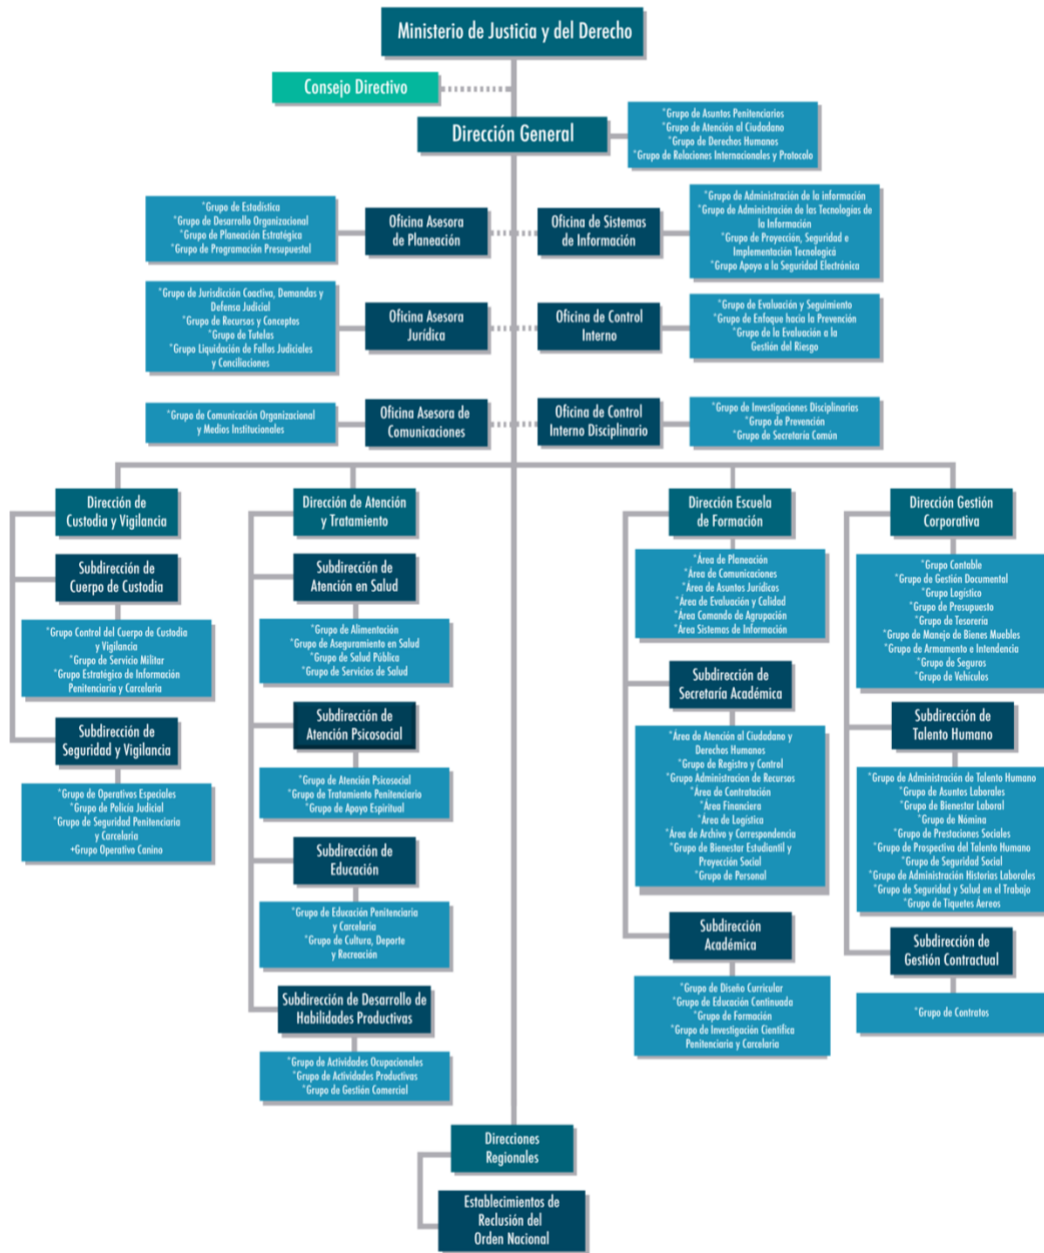 Ministerio de Justicia y del Derecho
Consejo Directivo
Dirección General
*Grupo de Asuntos Penitenciarios
*Grupo de Atención al Ciudadano
*Grupo de Derechos Humanos
*Grupo de Relaciones Internacionales y Protocolo
*Grupo de Estadística
*Grupo de Desarrollo Organizacional
*Grupo de Planeación Estratégica
*Grupo de Programación Presupuestal
Oficina Asesora
de Planeación
Oficina de Sistemas
de Información
*Grupo de Administración de la información
*Grupo de Administración de las Tecnologías de
la Información
*Grupo de Proyección, Seguridad e
Implementación Tecnologicá
*Grupo Apoyo a la Seguridad Electrónica
*Grupo de Jurisdicción Coactiva, Demandas y
Defensa Judicial
*Grupo de Recursos y Conceptos
*Grupo de Tutelas
*Grupo Liquidación de Fallos Judiciales
y Conciliaciones
Oficina Asesora
Jurídica
Oficina de Control
Interno
*Grupo de Evaluación y Seguimiento
*Grupo de Enfoque hacia la Prevención
*Grupo de la Evaluación a la
Gestión del Riesgo
*Grupo de Comunicación Organizacional
y Medios Institucionales
Oficina Asesora de
Comunicaciones
Oficina de Control
Interno Disciplinario
*Grupo de Investigaciones Disciplinarias
*Grupo de Prevención
*Grupo de Secretaría Común
Dirección de
Custodia y Vigilancia
Subdirección de
Cuerpo de Custodia
*Grupo Control del Cuerpo de Custodia
y Vigilancia
*Grupo de Servicio Militar
*Grupo Estratégico de Información
Penitenciaria y Carcelaria
Subdirección de
Seguridad y Vigilancia
*Grupo de Operativos Especiales
*Grupo de Policía Judicial
*Grupo de Seguridad Penitenciaria
y Carcelaria
+Grupo Operativo Canino
Dirección de Atención
y Tratamiento
Subdirección de
Atención en Salud
*Grupo de Alimentación
*Grupo de Aseguramiento en Salud
*Grupo de Salud Pública
*Grupo de Servicios de Salud
Subdirección de
Atención Psicosocial
*Grupo de Atención Psicosocial
*Grupo de Tratamiento Penitenciario
*Grupo de Apoyo Espiritual
Subdirección de
Educación
*Grupo de Educación Penitenciaria
y Carcelaria
*Grupo de Cultura, Deporte
y Recreación
Subdirección de Desarrollo de
Habilidades Productivas
*Grupo de Actividades Ocupacionales
*Grupo de Actividades Productivas
*Grupo de Gestión Comercial
Dirección Escuela
de Formación
*Área de Planeación
*Área de Comunicaciones
*Área de Asuntos Jurídicos
*Área de Evaluación y Calidad
*Área Comando de Agrupación
*Área Sistemas de Información
Subdirección de
Secretaría Académica
*Área de Atención al Ciudadano y
Derechos Humanos
*Grupo de Registro y Control
*Grupo Administracion de Recursos
*Área de Contratación
*Área Financiera
*Área de Logística
*Área de Archivo y Correspondencia
*Grupo de Bienestar Estudiantil y
Proyección Social
*Grupo de Personal
Subdirección
Académica
*Grupo de Diseño Curricular
*Grupo de Educación Continuada
*Grupo de Formación
*Grupo de Investigación Científica
Penitenciaria y Carcelaria
Dirección Gestión
Corporativa
*Grupo Contable
*Grupo de Gestión Documental
*Grupo Logístico
*Grupo de Presupuesto
*Grupo de Tesorería
*Grupo de Manejo de Bienes Muebles
*Grupo de Armamento e Intendencia
*Grupo de Seguros
*Grupo de Vehículos
Subdirección de
Talento Humano
*Grupo de Administración de Talento Humano
*Grupo de Asuntos Laborales
*Grupo de Bienestar Laboral
*Grupo de Nómina
*Grupo de Prestaciones Sociales
*Grupo de Prospectiva del Talento Humano
*Grupo de Seguridad Social
*Grupo de Administración Historias Laborales
*Grupo de Seguridad y Salud en el Trabajo
*Grupo de Tiquetes Áereos
Subdirección de
Gestión Contractual
*Grupo de Contratos
Direcciones
Regionales
Establecimientos de
Reclusión del
Orden Nacional